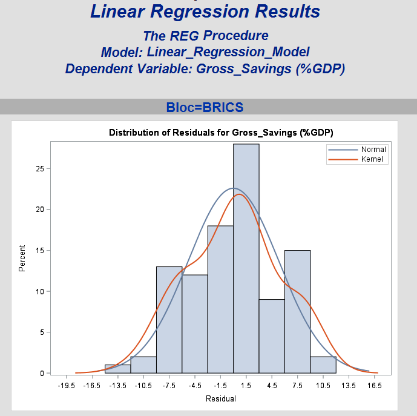 Linear Regression Results
The REG Procedure
Model: Linear_Regression_Model
Dependent Variable: Gross_Savings (%GDP)
Bloc=BRICS
Distribution of Residuals for Gross_Savings (%GDP)
Normal
Kernel
25
20
15
10
5
0
Percent
-19.5 -16.5 -13.5 -10.5 -7.5 -4.5 -1.5 1.5 4.5 7.5 10.5 13.5 16.5
Residual